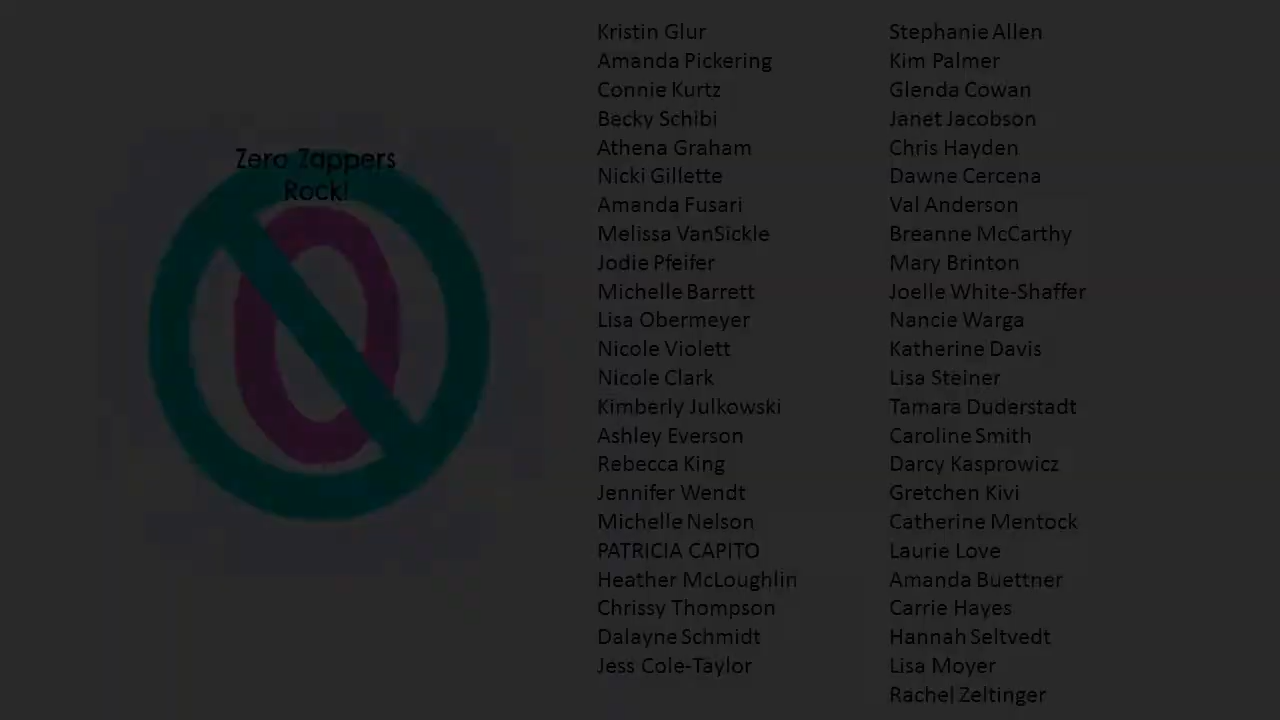 Zero Zappers
Rock!
Kristin Glur
Amanda Pickering
Connie Kurtz
Becky Schibi
Athena Graham
Nicki Gillette
Amanda Fusari
Melissa VanSickle
Jodie Pfeifer
Michelle Barrett
Lisa Obermeyer
Nicole Violett
Nicole Clark
Kimberly Julkowski
Ashley Everson
Rebecca King
Jennifer Wendt
Michelle Nelson
PATRICIA CAPITO
Heather McLoughlin
Chrissy Thompson
Dalayne Schmidt
Jess Cole-Taylor
Stephanie Allen
Kim Palmer
Glenda Cowan
Janet Jacobson
Chris Hayden
Dawne Cercena
Val Anderson
Breanne McCarthy
Mary Brinton
Joelle White-Shaffer
Nancie Warga
Katherine Davis
Lisa Steiner
Tamara Duderstadt
Caroline Smith
Darcy Kasprowicz
Gretchen Kivi
Catherine Mentock
Laurie Love
Amanda Buettner
Carrie Hayes
Hannah Seltvedt
Lisa Moyer
Rachel Zeltinger